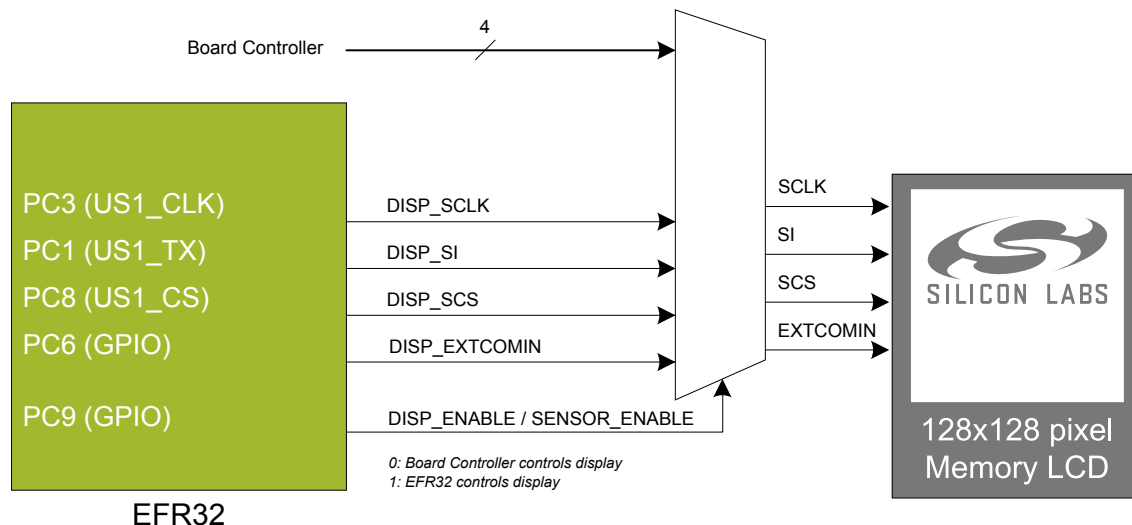 4
Board Controller
PC3 (US1_CLK)
DISP_SCLK
SCLK
PC1 (US1_TX)
DISP_SI
SI
PC8 (US1_CS)
DISP_SCS
SCS
PC6 (GPIO)
DISP_EXTCOMIN
EXTCOMIN
SILICON LABS
PC9 (GPIO)
DISP_ENABLE / SENSOR_ENABLE
0: Board Controller controls display
1: EFR32 controls display
128x128 pixel
Memory LCD
EFR32